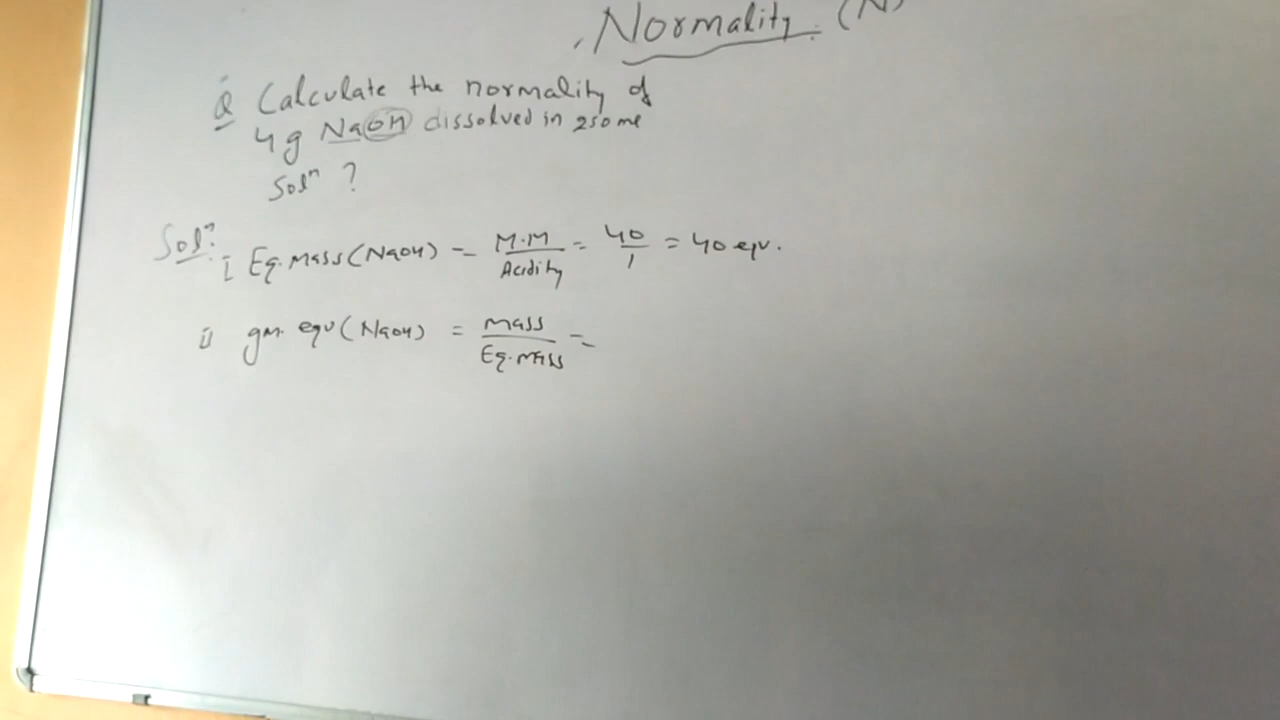 Normality. (N)
Q Calculate the normality of
4g NaOH dissolved in 250ml
Solⁿ ?
Solⁿ. i Eq. Mass (NaOH) = M.M / Acidity = 40 / 1 = 40 eqv.
ii gm. eqv (NaOH) = mass / Eq. mass =